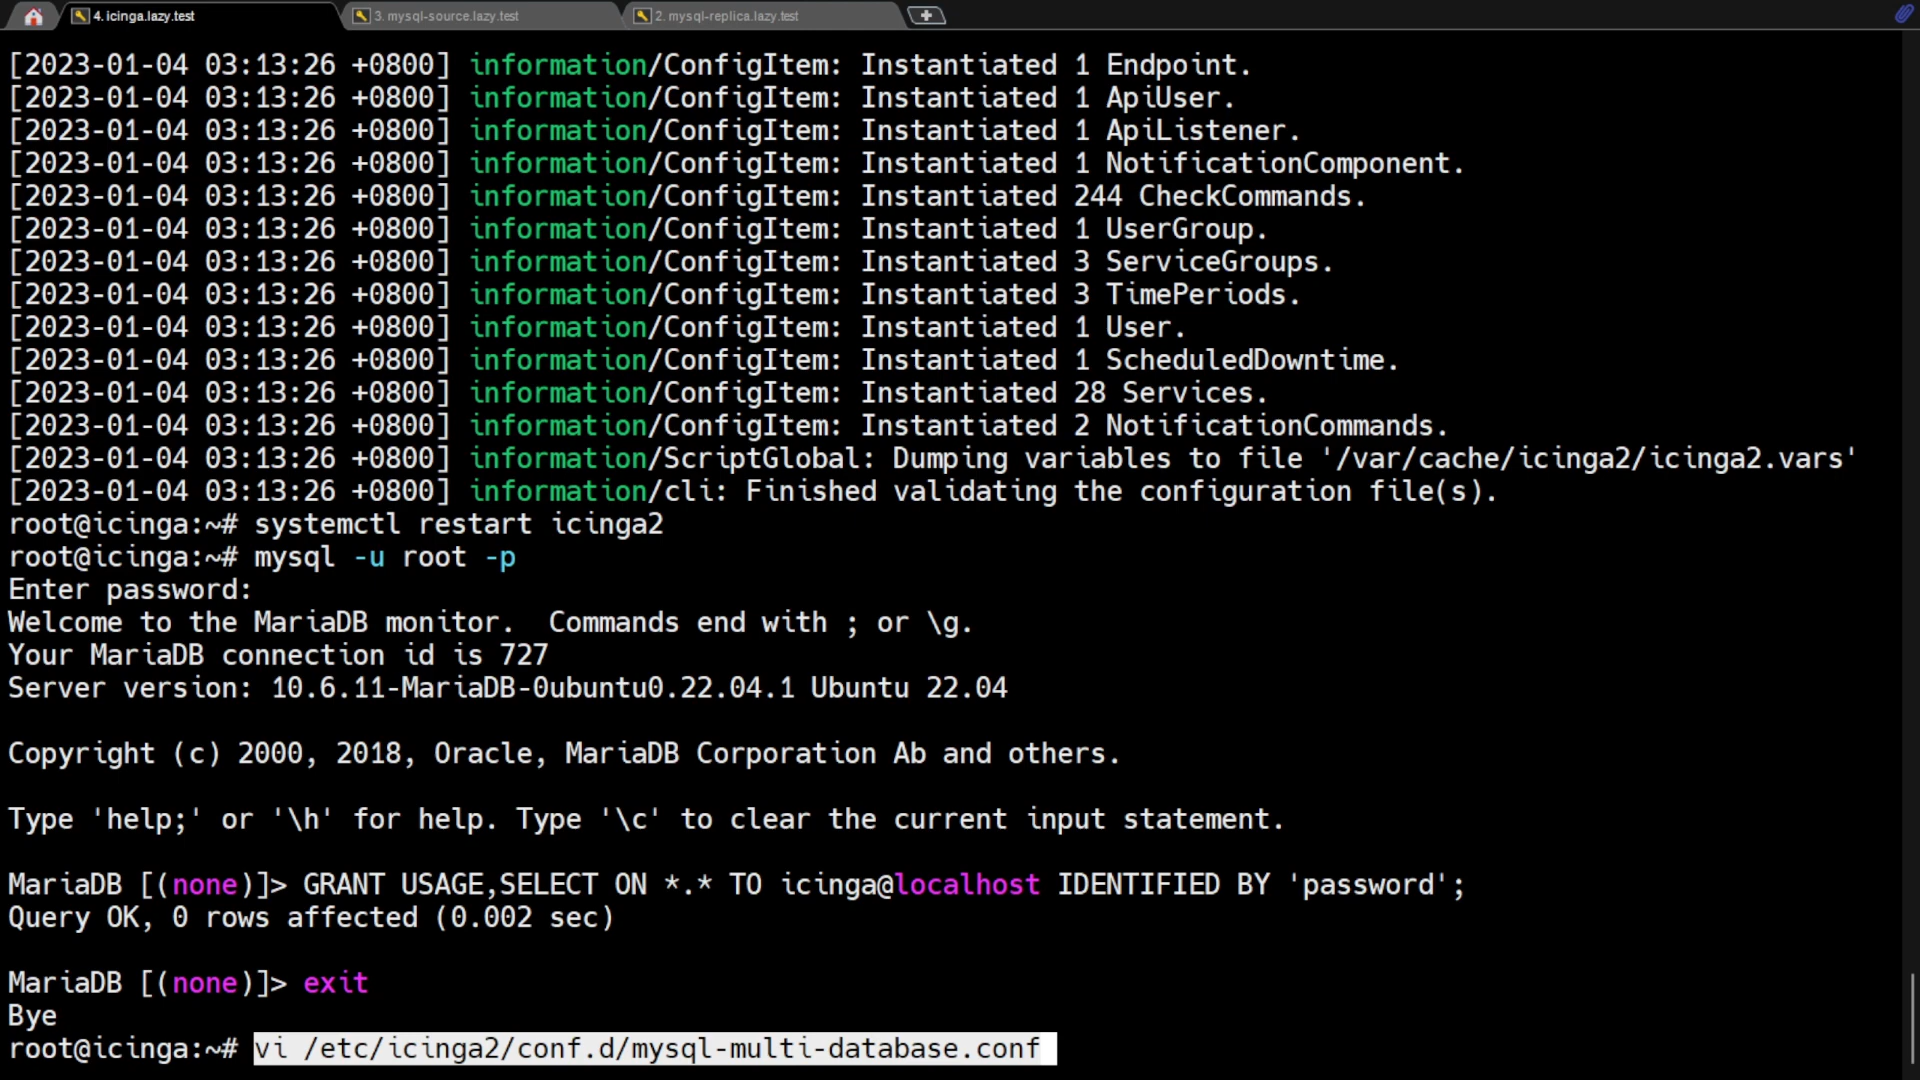 4. icinga.lazy.test
3. mysql-source.lazy.test
2. mysql-replica.lazy.test
[2023-01-04 03:13:26 +0800] information/ConfigItem: Instantiated 1 Endpoint.
[2023-01-04 03:13:26 +0800] information/ConfigItem: Instantiated 1 ApiUser.
[2023-01-04 03:13:26 +0800] information/ConfigItem: Instantiated 1 ApiListener.
[2023-01-04 03:13:26 +0800] information/ConfigItem: Instantiated 1 NotificationComponent.
[2023-01-04 03:13:26 +0800] information/ConfigItem: Instantiated 244 CheckCommands.
[2023-01-04 03:13:26 +0800] information/ConfigItem: Instantiated 1 UserGroup.
[2023-01-04 03:13:26 +0800] information/ConfigItem: Instantiated 3 ServiceGroups.
[2023-01-04 03:13:26 +0800] information/ConfigItem: Instantiated 3 TimePeriods.
[2023-01-04 03:13:26 +0800] information/ConfigItem: Instantiated 1 User.
[2023-01-04 03:13:26 +0800] information/ConfigItem: Instantiated 1 ScheduledDowntime.
[2023-01-04 03:13:26 +0800] information/ConfigItem: Instantiated 28 Services.
[2023-01-04 03:13:26 +0800] information/ConfigItem: Instantiated 2 NotificationCommands.
[2023-01-04 03:13:26 +0800] information/ScriptGlobal: Dumping variables to file '/var/cache/icinga2/icinga2.vars'
[2023-01-04 03:13:26 +0800] information/cli: Finished validating the configuration file(s).
root@icinga:~# systemctl restart icinga2
root@icinga:~# mysql -u root -p
Enter password:
Welcome to the MariaDB monitor.  Commands end with ; or \g.
Your MariaDB connection id is 727
Server version: 10.6.11-MariaDB-0ubuntu0.22.04.1 Ubuntu 22.04
Copyright (c) 2000, 2018, Oracle, MariaDB Corporation Ab and others.
Type 'help;' or '\h' for help. Type '\c' to clear the current input statement.
MariaDB [(none)]> GRANT USAGE,SELECT ON *.* TO icinga@localhost IDENTIFIED BY 'password';
Query OK, 0 rows affected (0.002 sec)
MariaDB [(none)]> exit
Bye
root@icinga:~# vi /etc/icinga2/conf.d/mysql-multi-database.conf